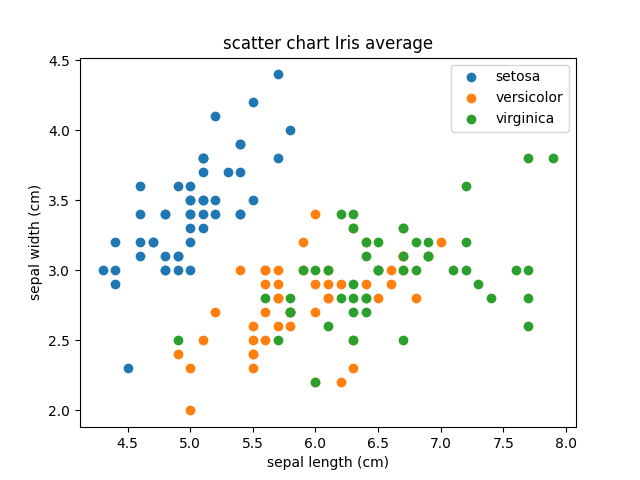 scatter chart Iris average
setosa
versicolor
virginica
sepal width (cm)
4.5
4.0
3.5
3.0
2.5
2.0
4.5 5.0 5.5 6.0 6.5 7.0 7.5 8.0
sepal length (cm)